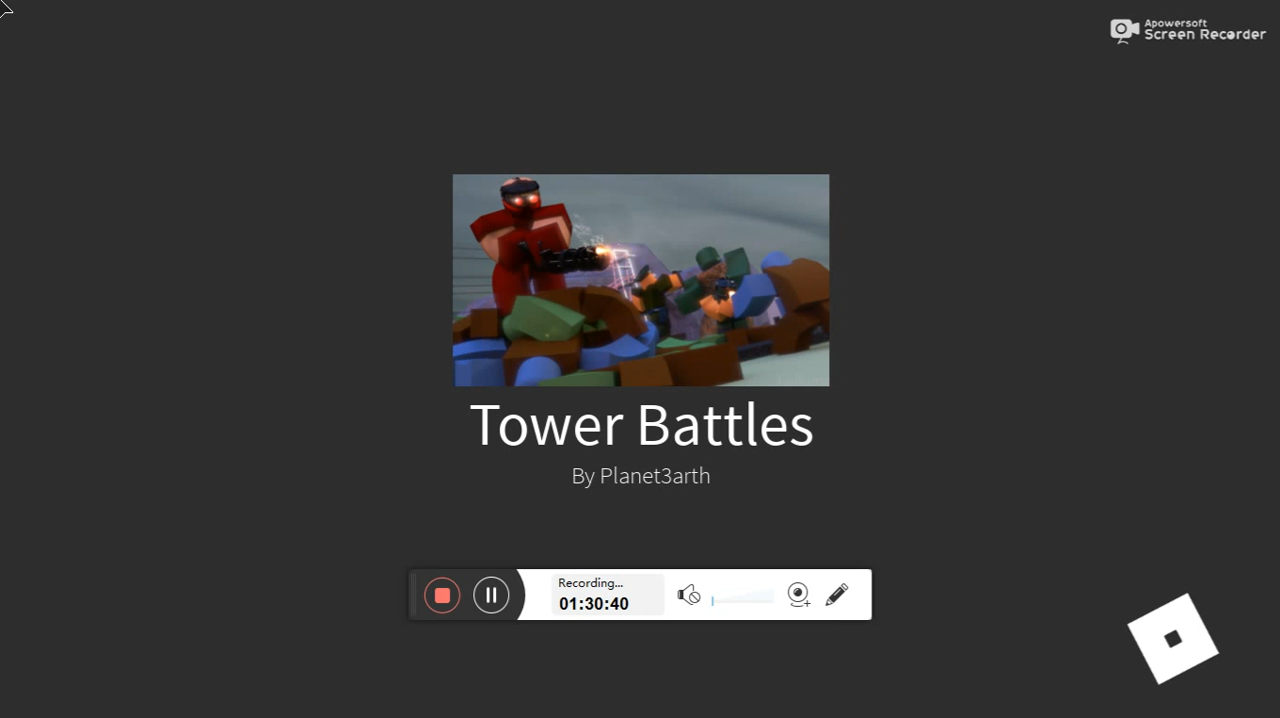 Apowersoft
Screen Recorder
Tower Battles
By Planet3arth
Recording...
01:30:40